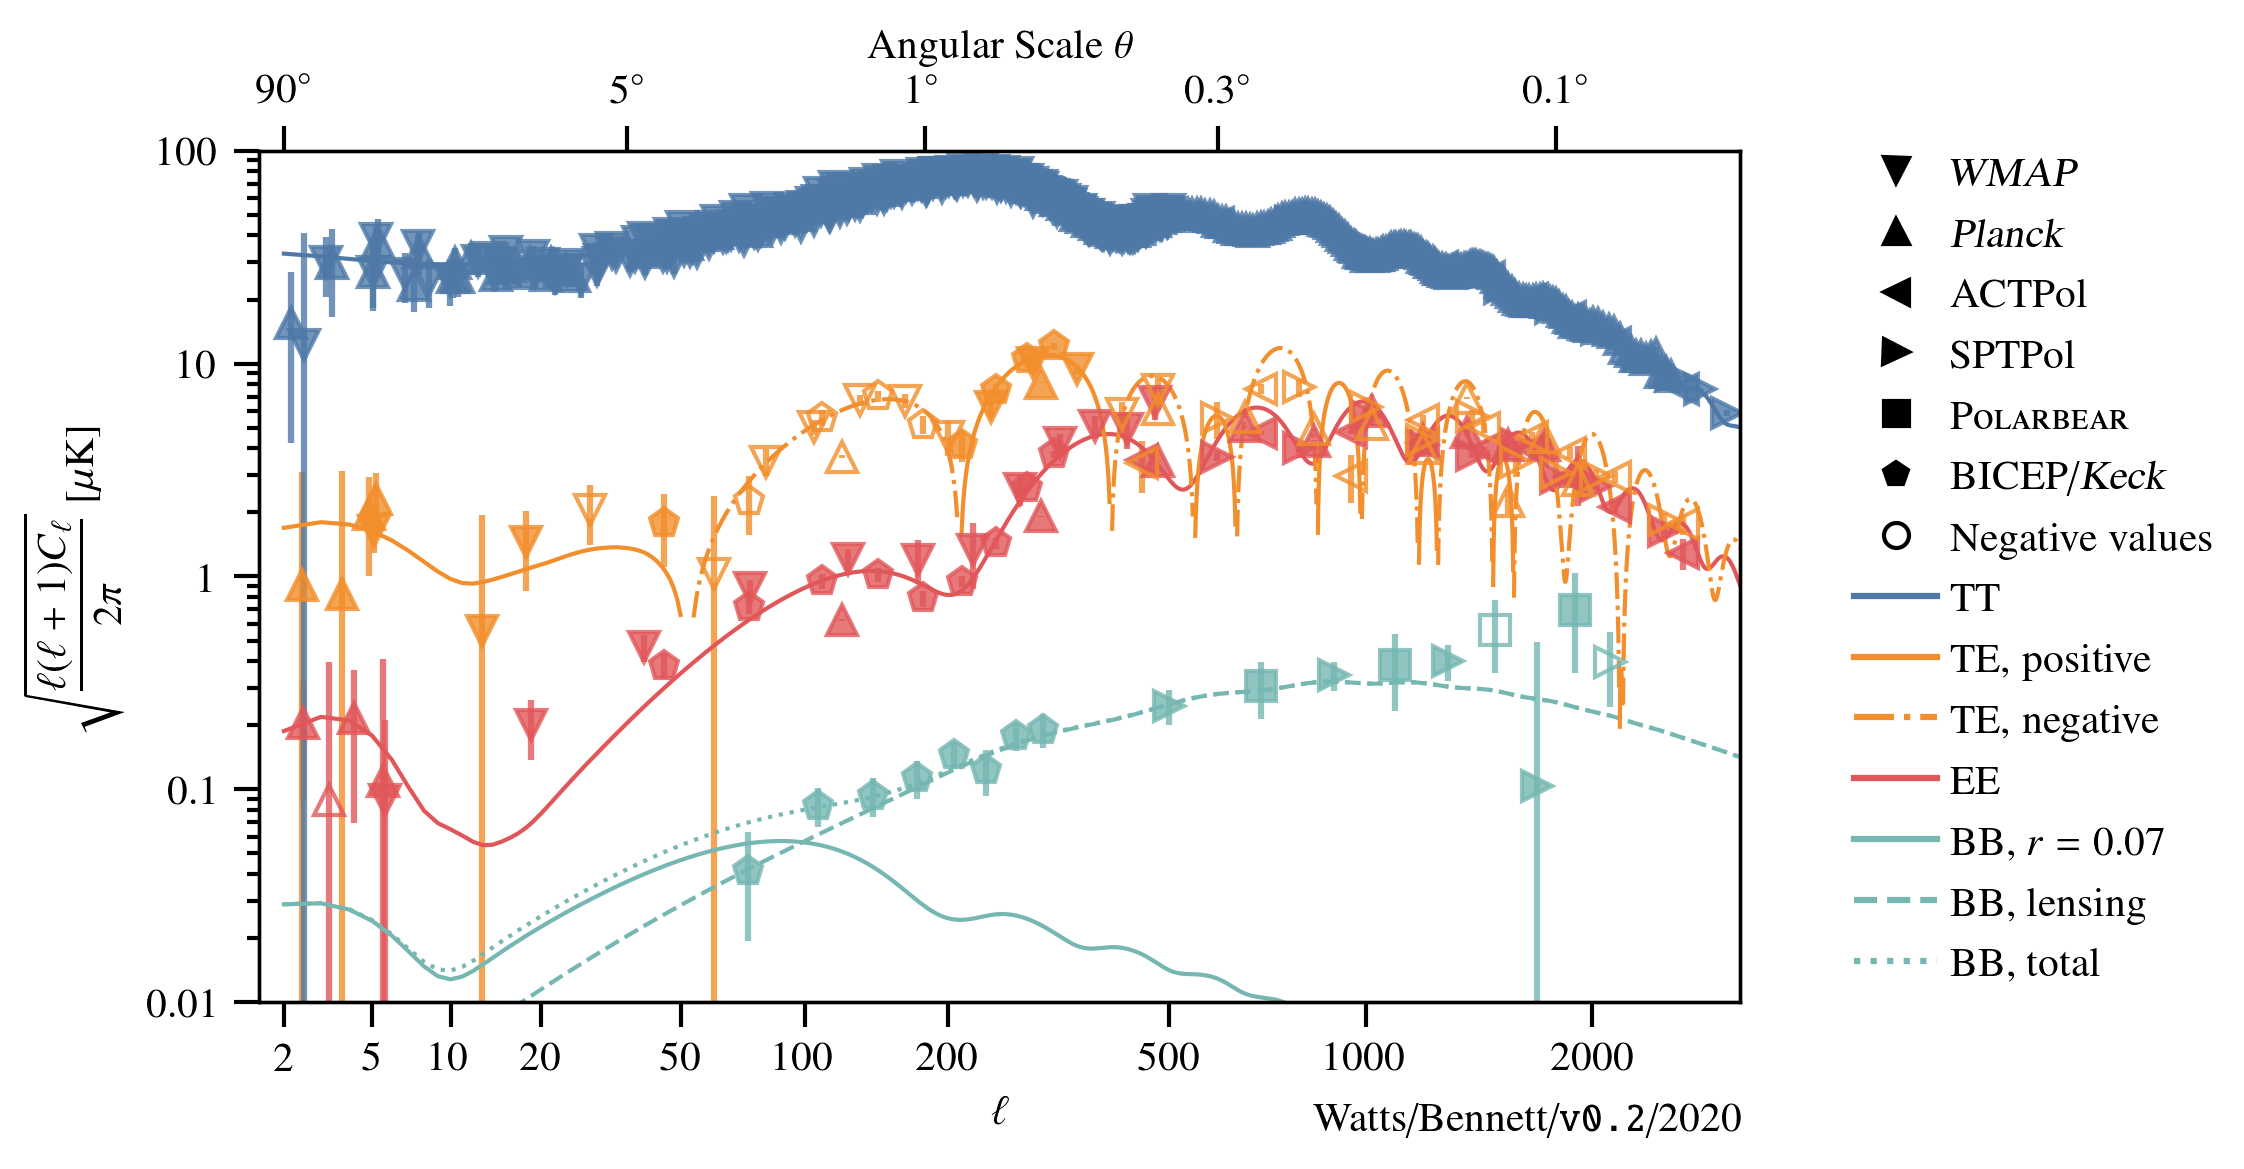 Angular Scale θ
90° 5° 1° 0.3° 0.1°
100
10
1
0.1
0.01
√(ℓ(ℓ + 1)Cℓ / 2π) [μK]
2 5 10 20 50 100 200 500 1000 2000
ℓ
Watts/Bennett/v0.2/2020
WMAP
Planck
ACTPol
SPTPol
POLARBEAR
BICEP/Keck
Negative values
TT
TE, positive
TE, negative
EE
BB, r = 0.07
BB, lensing
BB, total